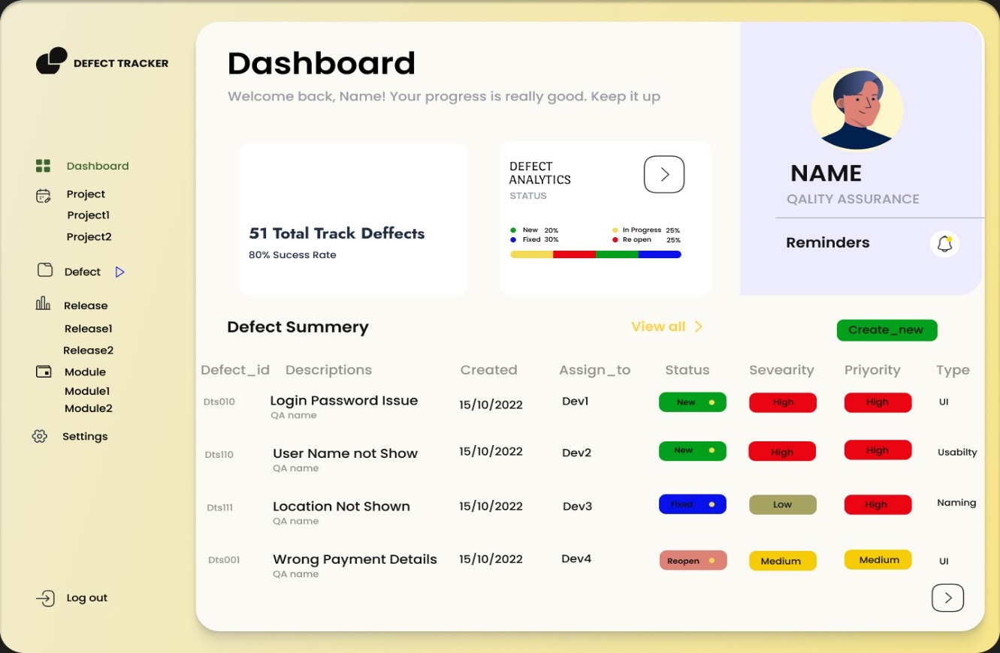 DEFECT TRACKER
Dashboard
Project
Project1
Project2
Defect
Release
Release1
Release2
Module
Module1
Module2
Settings
Log out
Dashboard
Welcome back, Name! Your progress is really good. Keep it up
51 Total Track Deffects
80% Sucess Rate
DEFECT
ANALYTICS
STATUS
New 20% In Progress 25%
Fixed 30% Re open 25%
NAME
QALITY ASSURANCE
Reminders
Defect Summery View all Create_new
Defect_id Descriptions Created Assign_to Status Sevearity Priyority Type
Dts010 Login Password Issue 15/10/2022 Dev1 New High High UI
QA name
Dts110 User Name not Show 15/10/2022 Dev2 New High High Usabilty
QA name
Dts111 Location Not Shown 15/10/2022 Dev3 Fixed Low High Naming
QA name
Dts001 Wrong Payment Details 15/10/2022 Dev4 Reopen Medium Medium UI
QA name